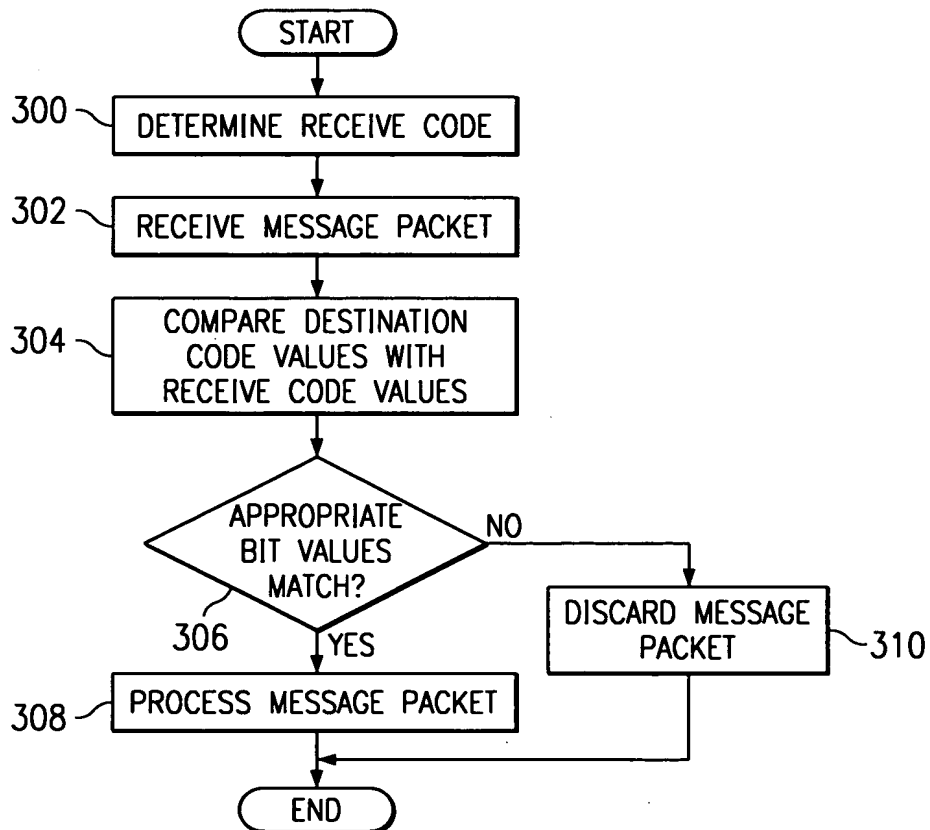 START
300
DETERMINE RECEIVE CODE
302
RECEIVE MESSAGE PACKET
304
COMPARE DESTINATION
CODE VALUES WITH
RECEIVE CODE VALUES
APPROPRIATE
BIT VALUES
MATCH?
NO
306
YES
DISCARD MESSAGE
PACKET
310
308
PROCESS MESSAGE PACKET
END